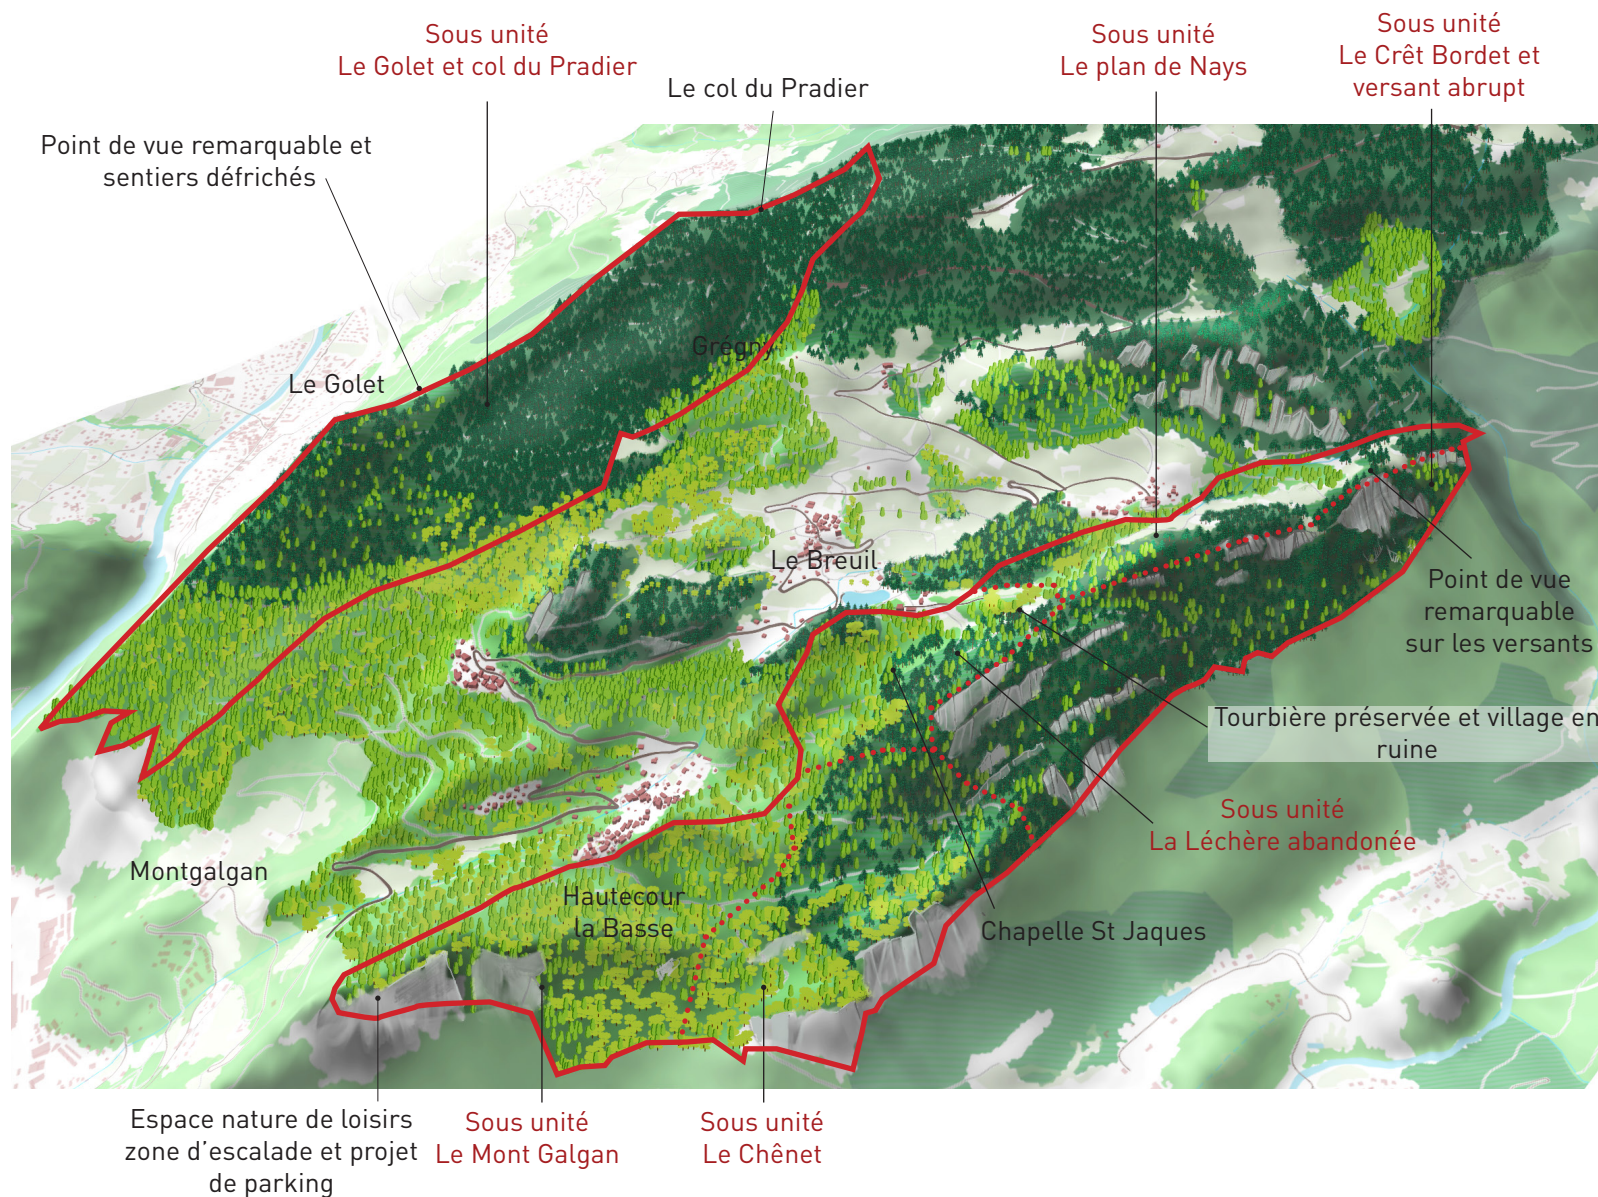 Sous unité
Le Golet et col du Pradier
Sous unité
Le plan de Nays
Sous unité
Le Crêt Bordet et
versant abrupt
Le col du Pradier
Point de vue remarquable et
sentiers défrichés
Grégny
Le Golet
Le Breuil
Point de vue
remarquable
sur les versants
Tourbière préservée et village en
ruine
Sous unité
La Léchère abandonée
Montgalgan
Hautecour
la Basse
Chapelle St Jaques
Espace nature de loisirs
zone d’escalade et projet
de parking
Sous unité
Le Mont Galgan
Sous unité
Le Chênet